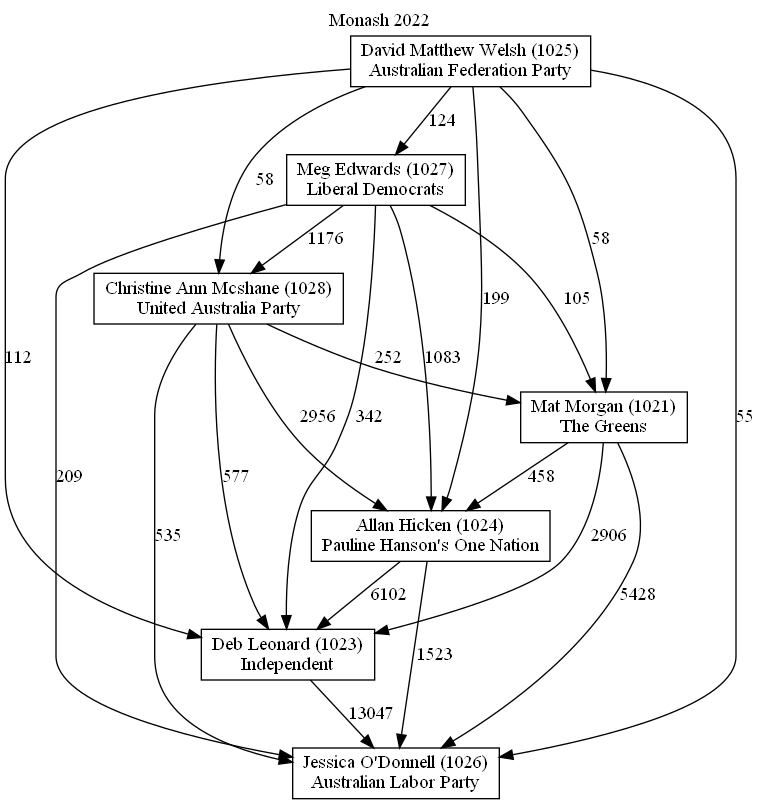 Monash 2022
David Matthew Welsh (1025)
Australian Federation Party
124
Meg Edwards (1027)
Liberal Democrats
58
1176
58
Christine Ann Mcshane (1028)
United Australia Party
105
199
112
252
1083
55
Mat Morgan (1021)
The Greens
2956
342
209
577
458
Allan Hicken (1024)
Pauline Hanson's One Nation
535
2906
6102
5428
Deb Leonard (1023)
Independent
1523
13047
Jessica O'Donnell (1026)
Australian Labor Party